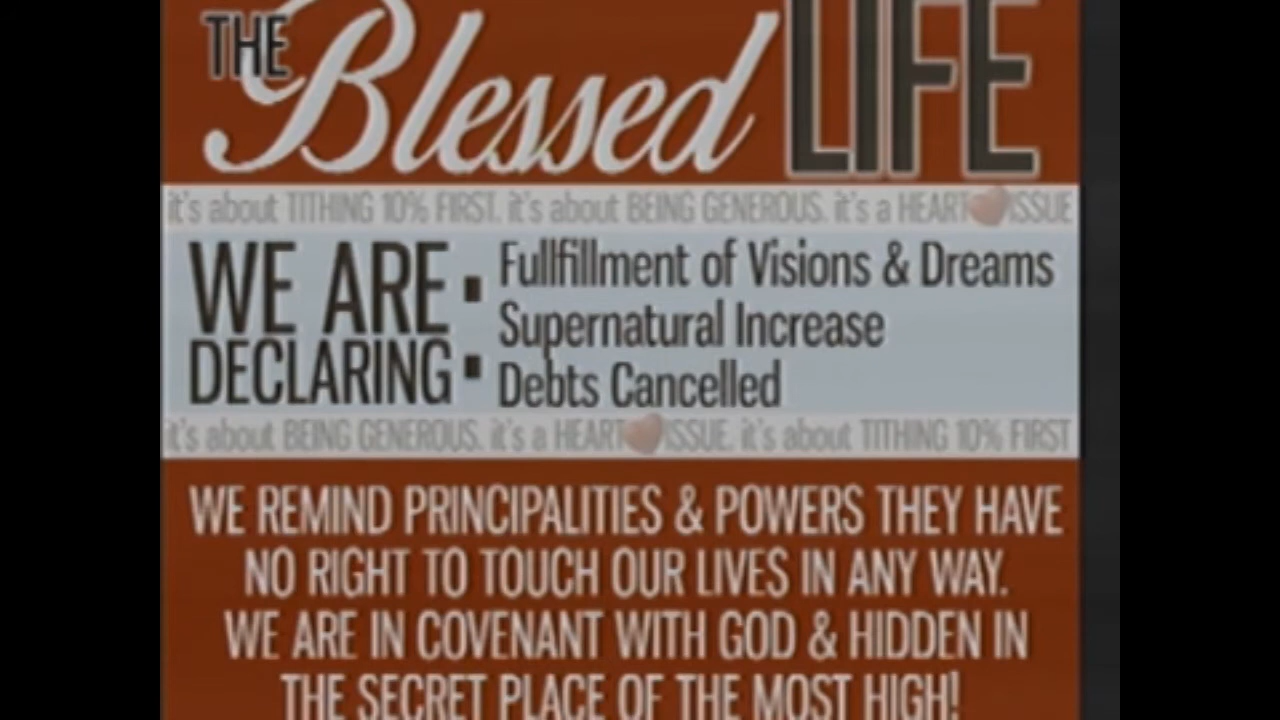 THE Blessed LIFE
it's about TITHING 10% FIRST. it's about BEING GENEROUS. it's a HEART ISSUE
WE ARE
DECLARING
Fullfillment of Visions & Dreams
Supernatural Increase
Debts Cancelled
it's about BEING GENEROUS. it's a HEART ISSUE. it's about TITHING 10% FIRST
WE REMIND PRINCIPALITIES & POWERS THEY HAVE
NO RIGHT TO TOUCH OUR LIVES IN ANY WAY.
WE ARE IN COVENANT WITH GOD & HIDDEN IN
THE SECRET PLACE OF THE MOST HIGH!